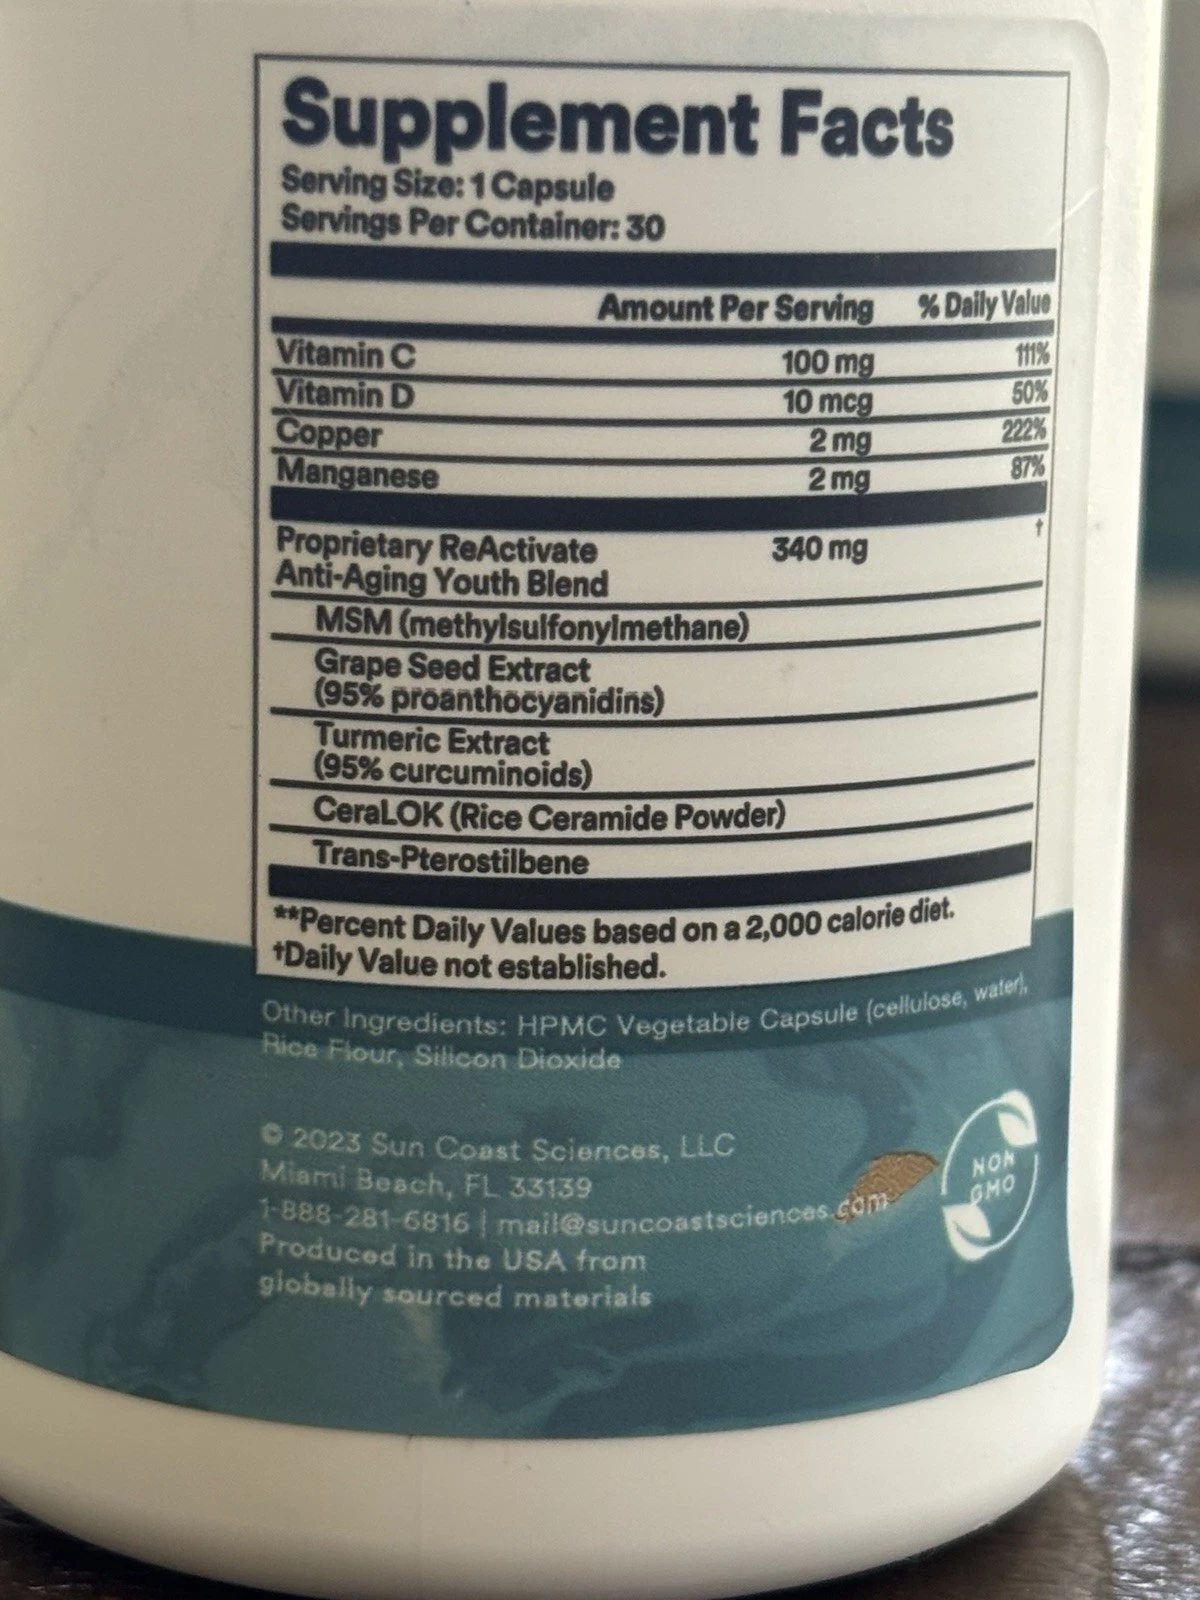 Supplement Facts
Serving Size: 1 Capsule
Servings Per Container: 30
Amount Per Serving % Daily Value
Vitamin C 100 mg 111%
Vitamin D 10 mcg 50%
Copper 2 mg 222%
Manganese 2 mg 87%
Proprietary ReActivate 340 mg †
Anti-Aging Youth Blend
MSM (methylsulfonylmethane)
Grape Seed Extract
(95% proanthocyanidins)
Turmeric Extract
(95% curcuminoids)
CeraLOK (Rice Ceramide Powder)
Trans-Pterostilbene
**Percent Daily Values based on a 2,000 calorie diet.
†Daily Value not established.
Other Ingredients: HPMC Vegetable Capsule (cellulose, water),
Rice Flour, Silicon Dioxide
© 2023 Sun Coast Sciences, LLC
Miami Beach, FL 33139
1-888-281-6816 | mail@suncoastsciences.com
Produced in the USA from
globally sourced materials
NON
GMO